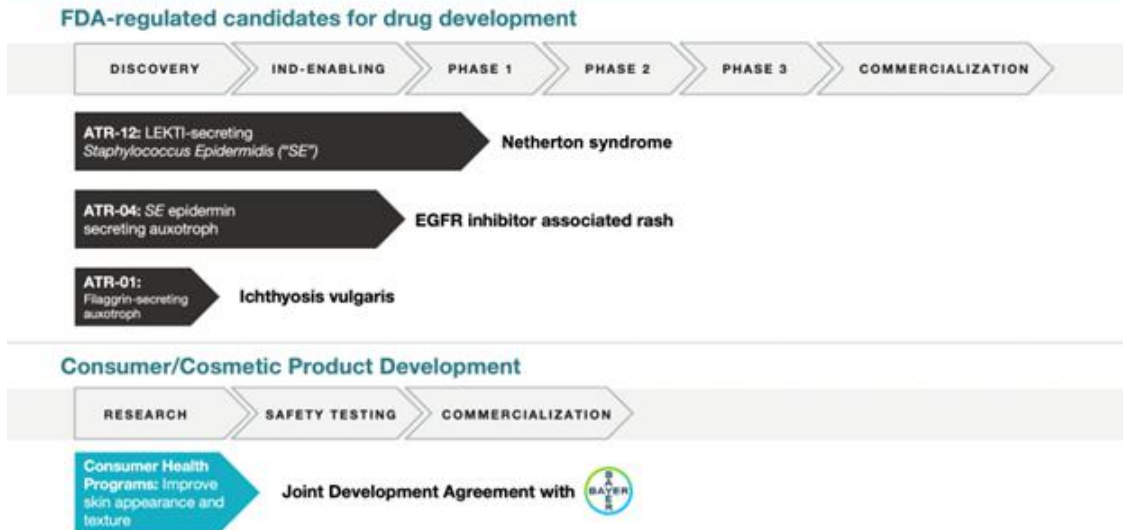 FDA-regulated candidates for drug development
DISCOVERY IND-ENABLING PHASE 1 PHASE 2 PHASE 3 COMMERCIALIZATION
ATR-12: LEKTI-secreting
Staphylococcus Epidermidis ("SE")
Netherton syndrome
ATR-04: SE epidermin
secreting auxotroph
EGFR inhibitor associated rash
ATR-01:
Filaggrin-secreting
auxotroph
Ichthyosis vulgaris
Consumer/Cosmetic Product Development
RESEARCH SAFETY TESTING COMMERCIALIZATION
Consumer Health
Programs: Improve
skin appearance and
texture
Joint Development Agreement with
BAYER
BAYER